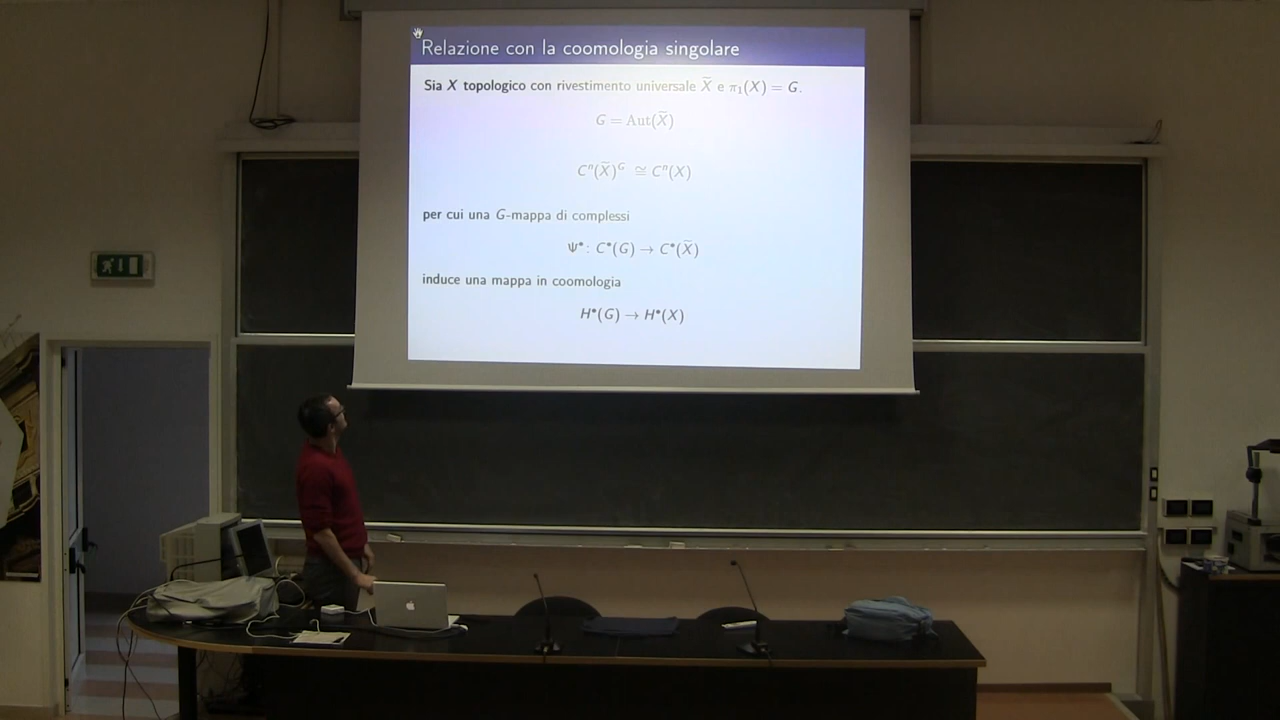 Relazione con la coomologia singolare
Sia X topologico con rivestimento universale X̃ e π₁(X) = G.
G = Aut(X̃)
Cⁿ(X̃)ᴳ ≅ Cⁿ(X)
per cui una G-mappa di complessi
Ψ•: C•(G) → C•(X̃)
induce una mappa in coomologia
H•(G) → H•(X)